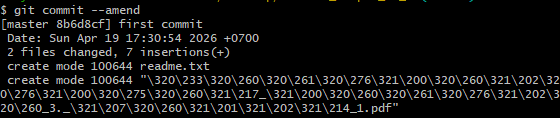 $ git commit --amend
[master 8b6d8cf] first commit
 Date: Sun Apr 19 17:30:54 2026 +0700
 2 files changed, 7 insertions(+)
 create mode 100644 readme.txt
 create mode 100644 "\320\233\320\260\320\261\320\276\321\200\320\260\321\202\32
0\276\321\200\320\275\320\260\321\217_\321\200\320\260\320\261\320\276\321\202\3
20\260_3._\321\207\320\260\321\201\321\202\321\214_1.pdf"